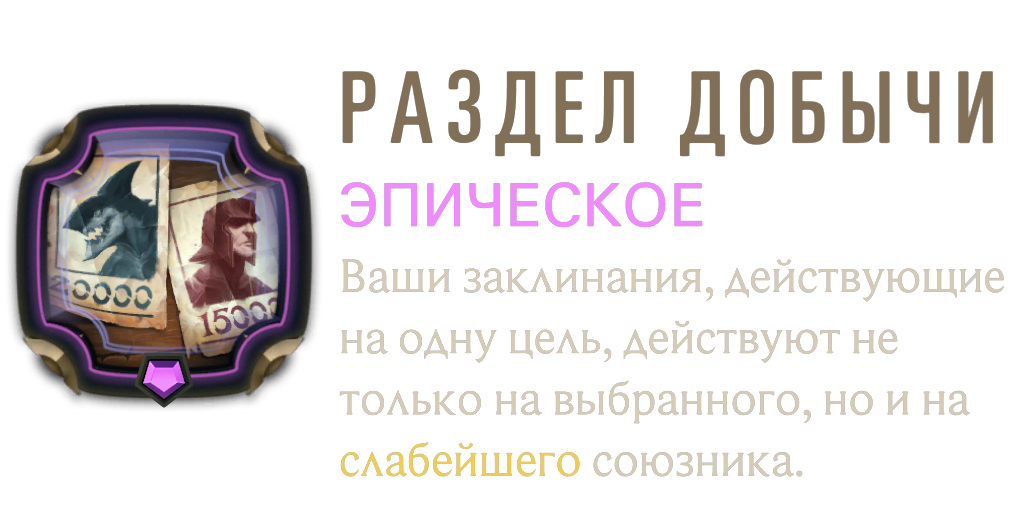 РАЗДЕЛ ДОБЫЧИ
ЭПИЧЕСКОЕ
Ваши заклинания, действующие
на одну цель, действуют не
только на выбранного, но и на
слабейшего союзника.
20000
15000